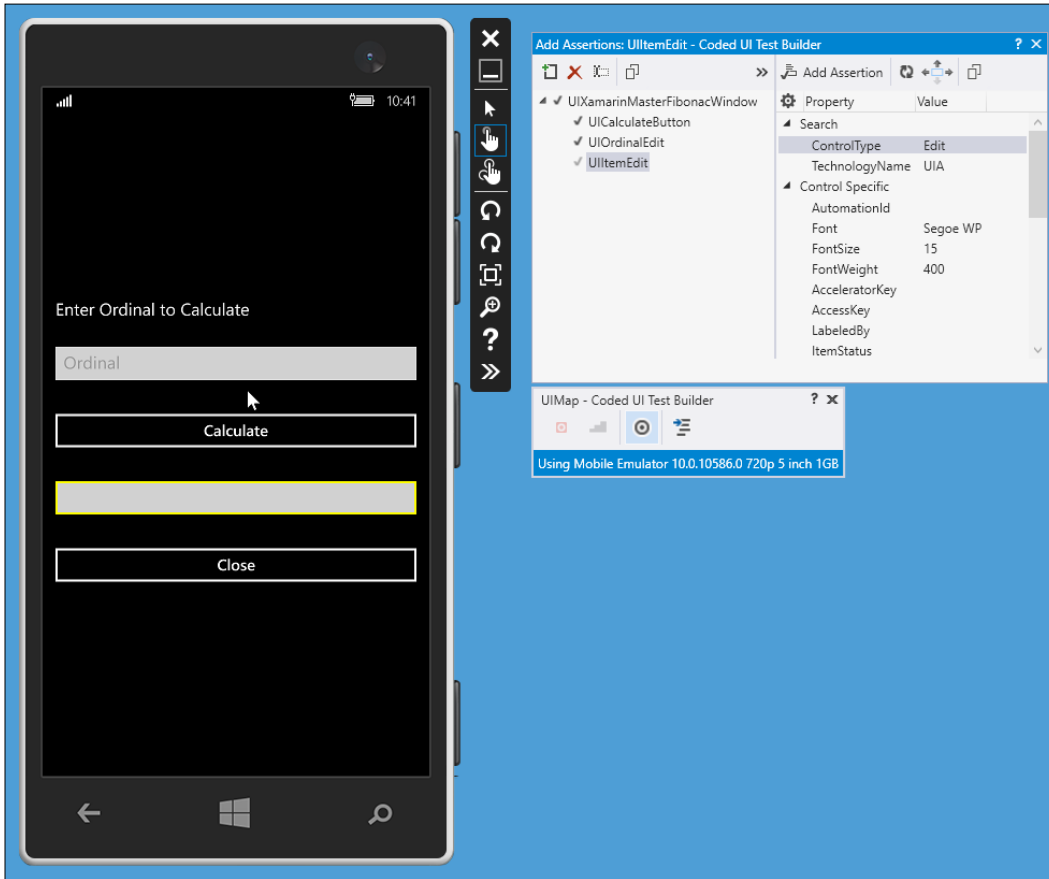 10:41
Enter Ordinal to Calculate
Ordinal
Calculate
Close
?
Add Assertions: UIItemEdit - Coded UI Test Builder ?
Add Assertion
UIXamarinMasterFibonacWindow
UICalculateButton
UIOrdinalEdit
UIItemEdit
Property Value
Search
ControlType Edit
TechnologyName UIA
Control Specific
AutomationId
Font Segoe WP
FontSize 15
FontWeight 400
AcceleratorKey
AccessKey
LabeledBy
ItemStatus
UIMap - Coded UI Test Builder ?
Using Mobile Emulator 10.0.10586.0 720p 5 inch 1GB